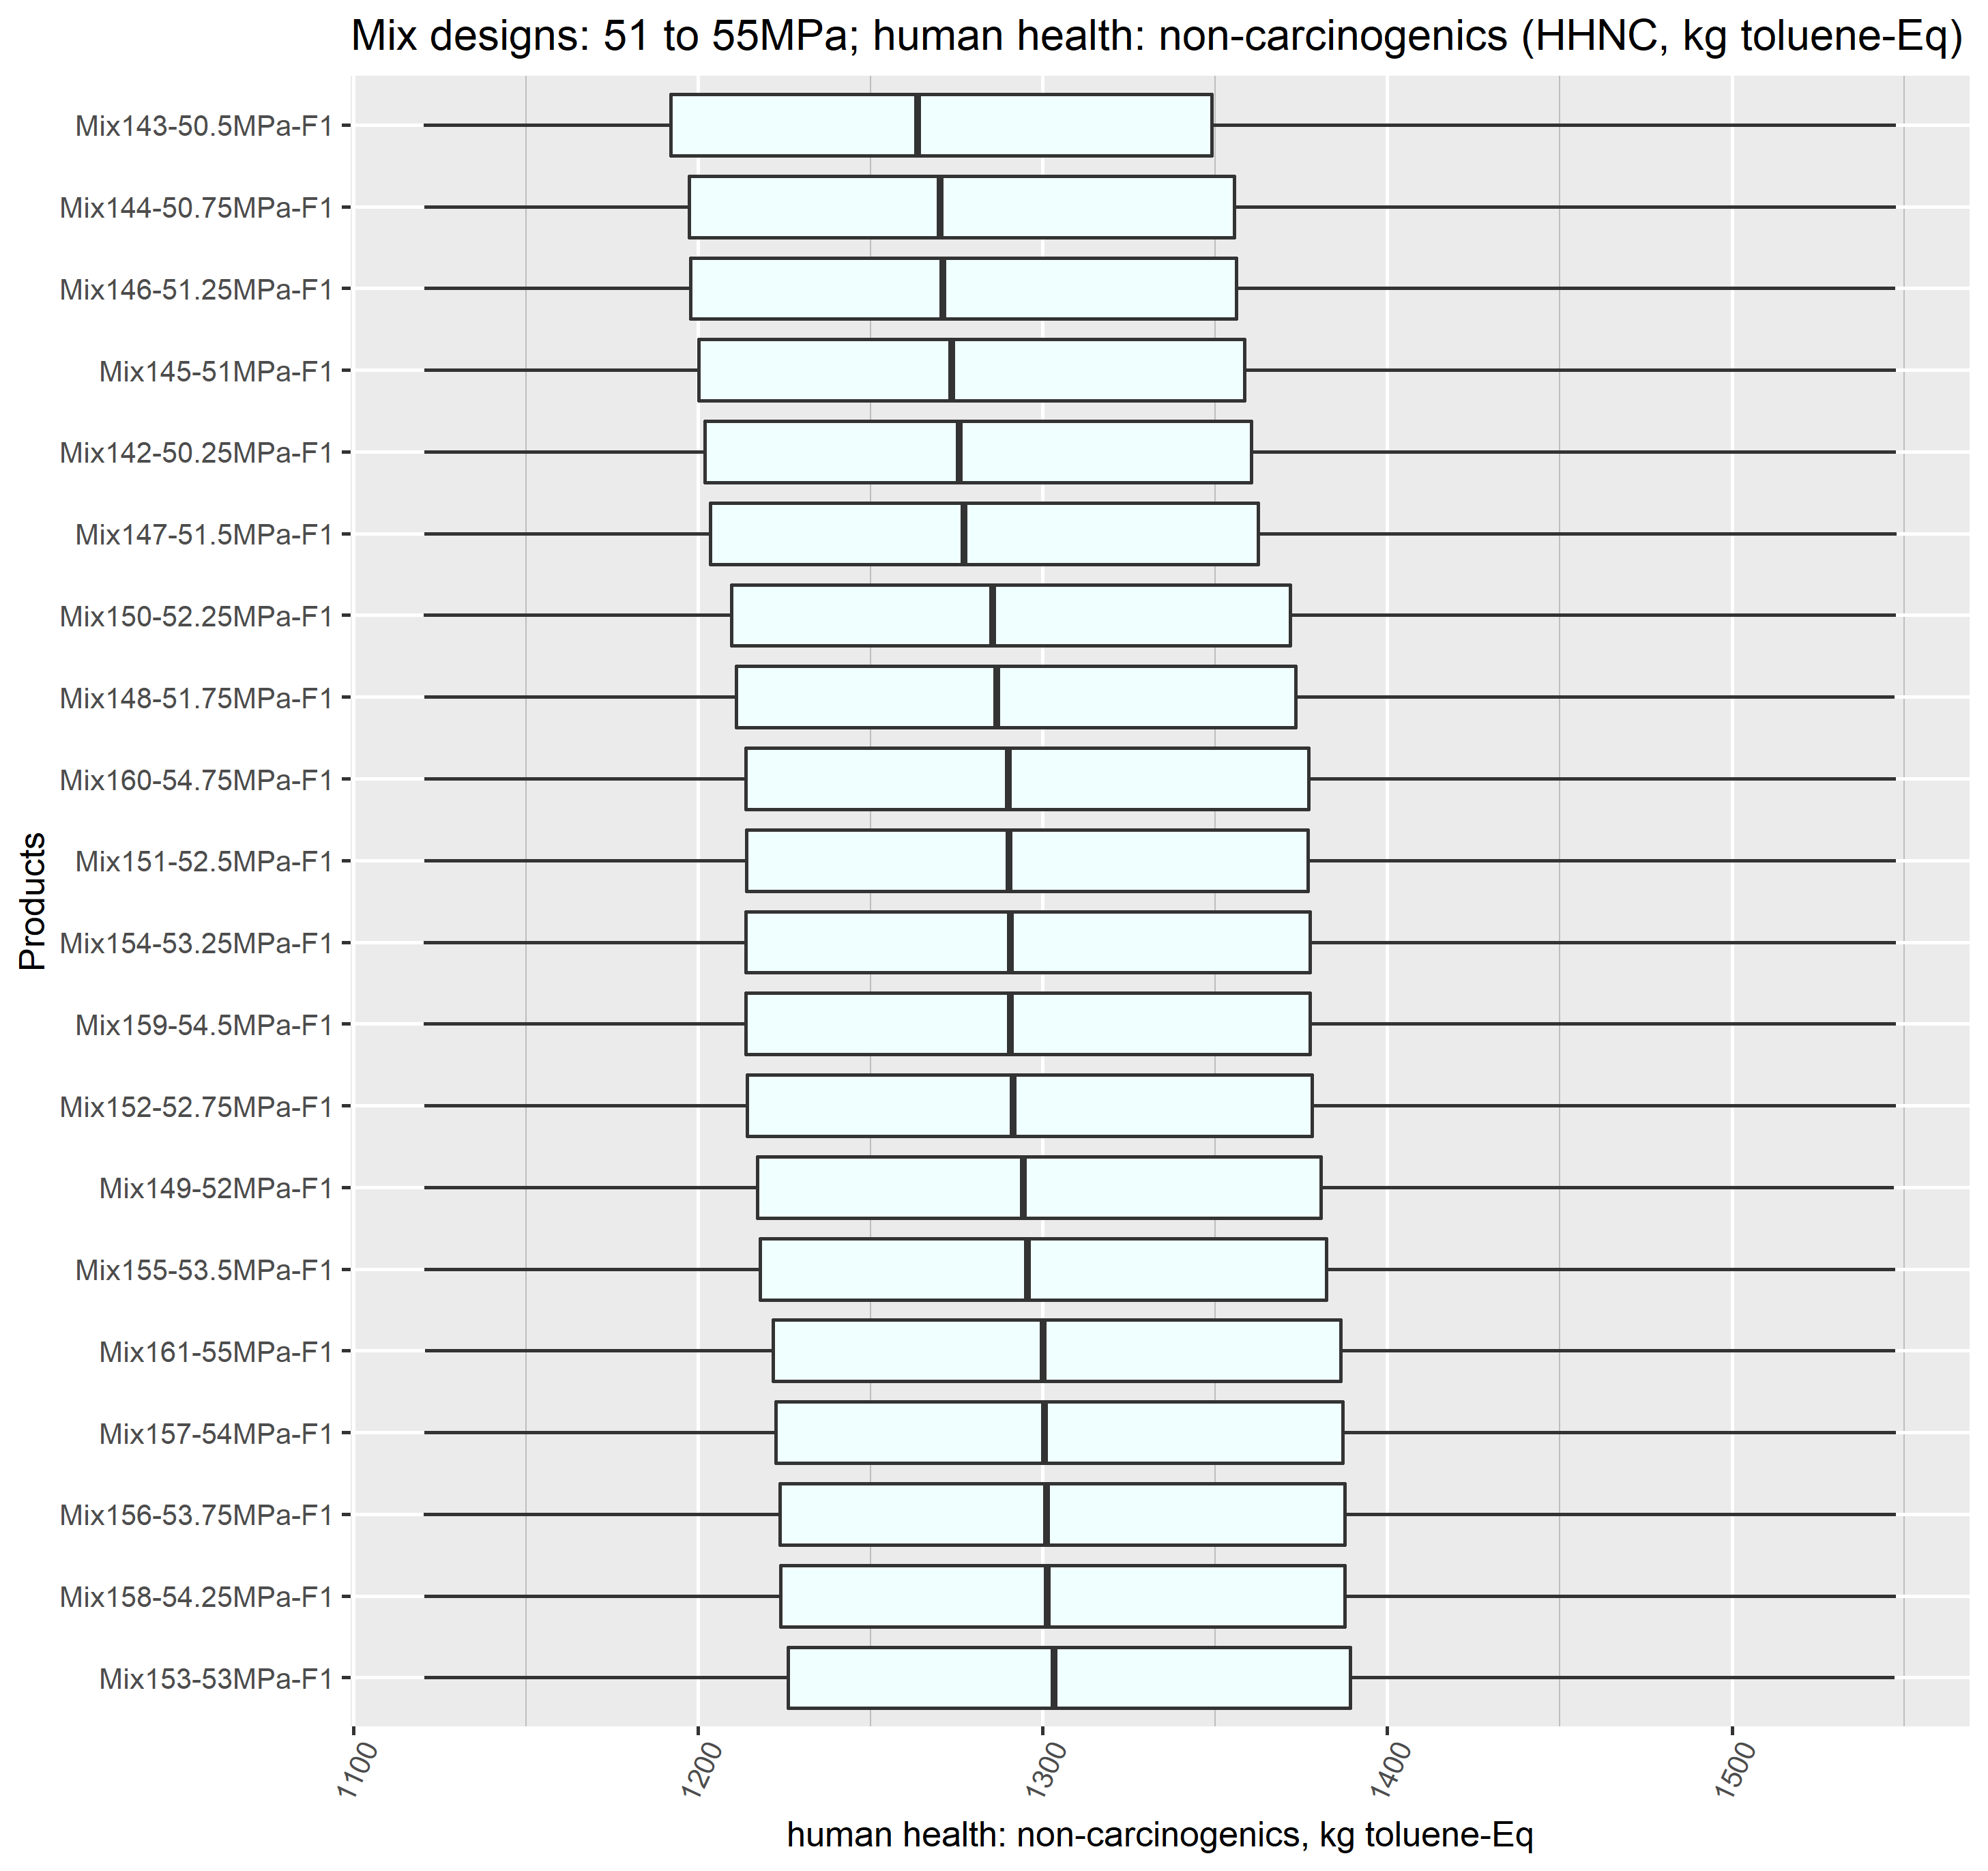 Mix designs: 51 to 55MPa; human health: non-carcinogenics (HHNC, kg toluene-Eq)
Mix143-50.5MPa-F1
Mix144-50.75MPa-F1
Mix146-51.25MPa-F1
Mix145-51MPa-F1
Mix142-50.25MPa-F1
Mix147-51.5MPa-F1
Mix150-52.25MPa-F1
Mix148-51.75MPa-F1
Mix160-54.75MPa-F1
Mix151-52.5MPa-F1
Mix154-53.25MPa-F1
Mix159-54.5MPa-F1
Mix152-52.75MPa-F1
Mix149-52MPa-F1
Mix155-53.5MPa-F1
Mix161-55MPa-F1
Mix157-54MPa-F1
Mix156-53.75MPa-F1
Mix158-54.25MPa-F1
Mix153-53MPa-F1
Products
1100 1200 1300 1400 1500
human health: non-carcinogenics, kg toluene-Eq